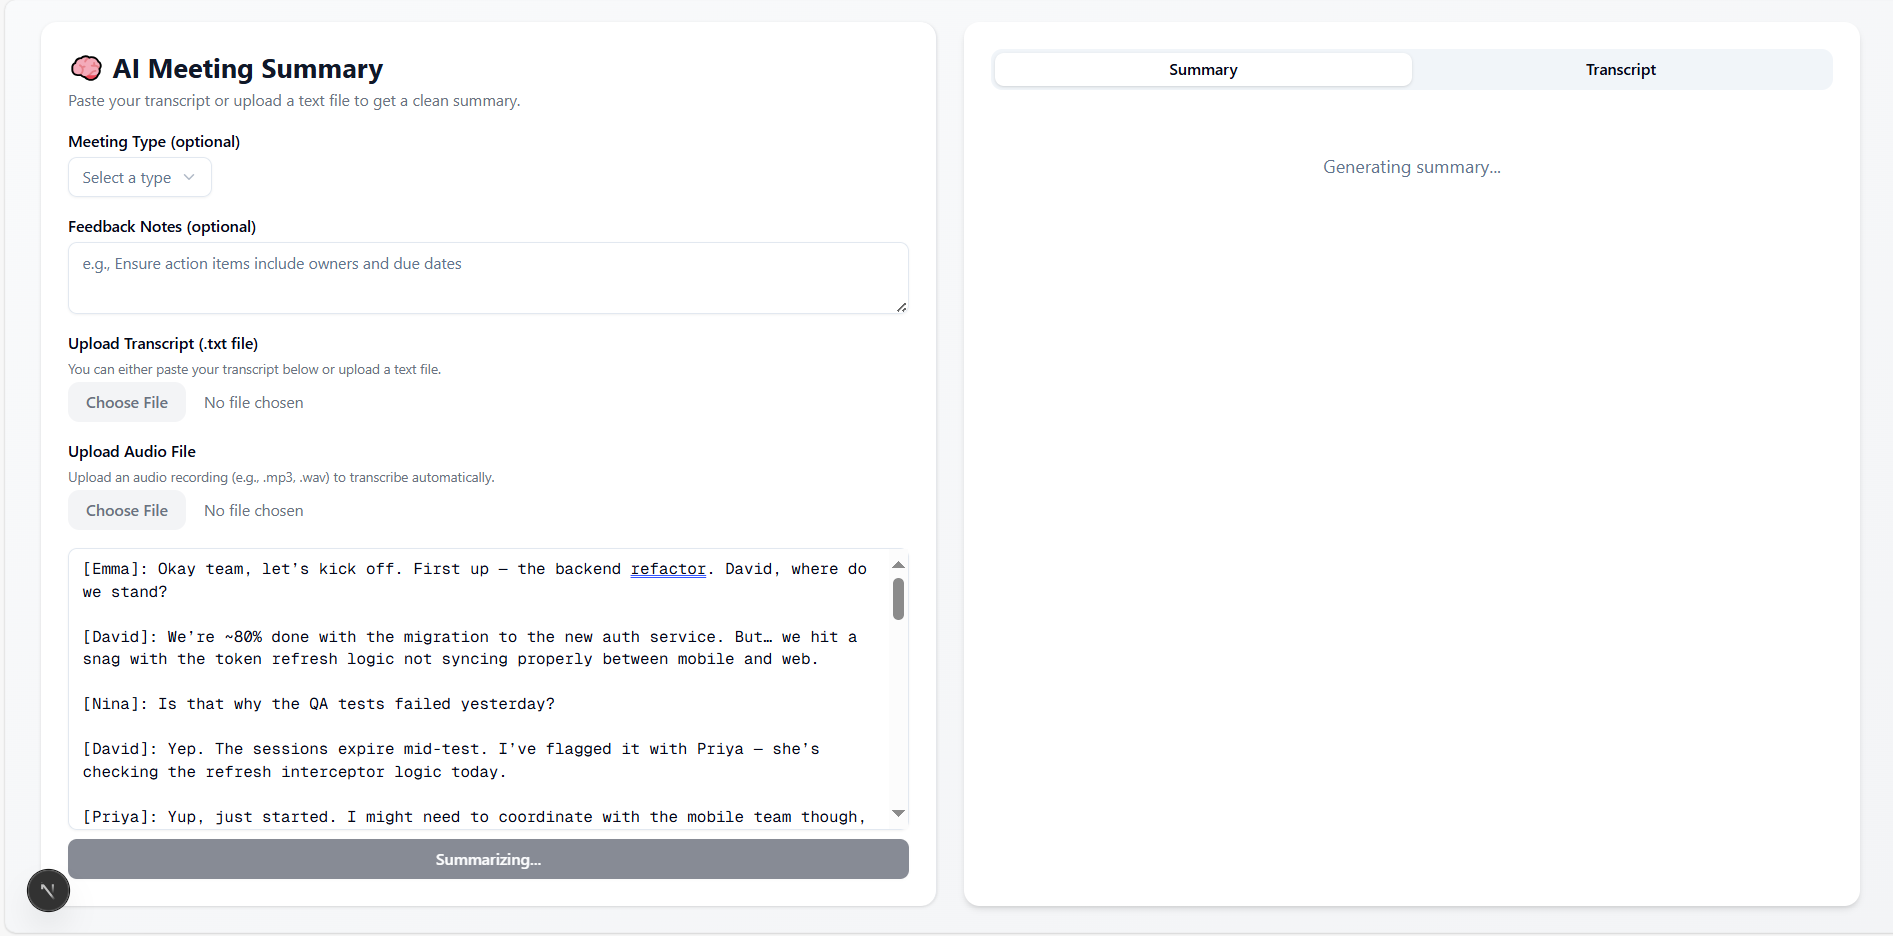 AI Meeting Summary
Paste your transcript or upload a text file to get a clean summary.
Meeting Type (optional)
Select a type
Feedback Notes (optional)
e.g., Ensure action items include owners and due dates
Upload Transcript (.txt file)
You can either paste your transcript below or upload a text file.
Choose File No file chosen
Upload Audio File
Upload an audio recording (e.g., .mp3, .wav) to transcribe automatically.
Choose File No file chosen
[Emma]: Okay team, let’s kick off. First up — the backend refactor. David, where do
we stand?
[David]: We’re ~80% done with the migration to the new auth service. But… we hit a
snag with the token refresh logic not syncing properly between mobile and web.
[Nina]: Is that why the QA tests failed yesterday?
[David]: Yep. The sessions expire mid-test. I’ve flagged it with Priya — she’s
checking the refresh interceptor logic today.
[Priya]: Yup, just started. I might need to coordinate with the mobile team though,
Summarizing...
N
Summary Transcript
Generating summary...